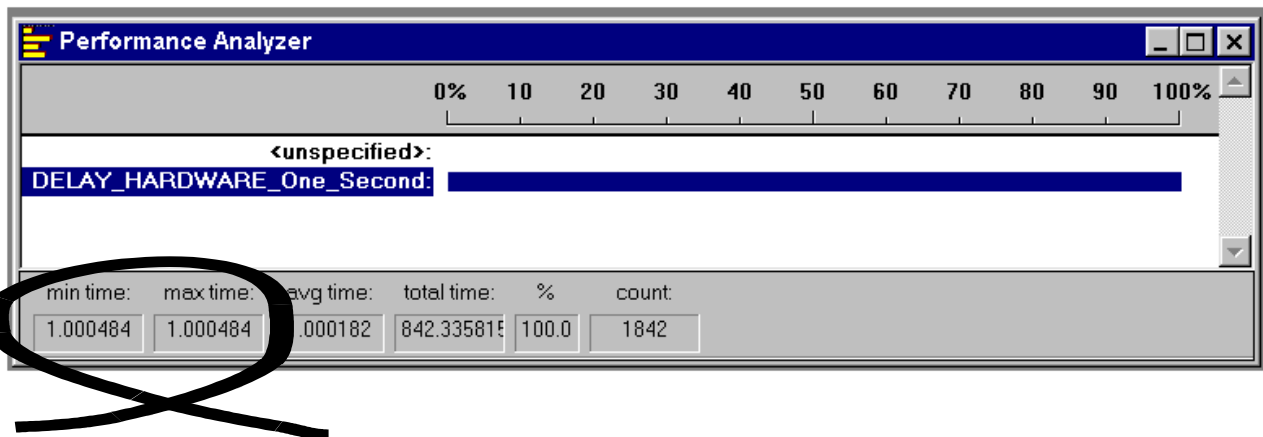 Performance Analyzer
0% 10 20 30 40 50 60 70 80 90 100%
<unspecified>:
DELAY_HARDWARE_One_Second:
min time: max time: avg time: total time: % count:
1.000484 1.000484 .000182 842.335815 100.0 1842